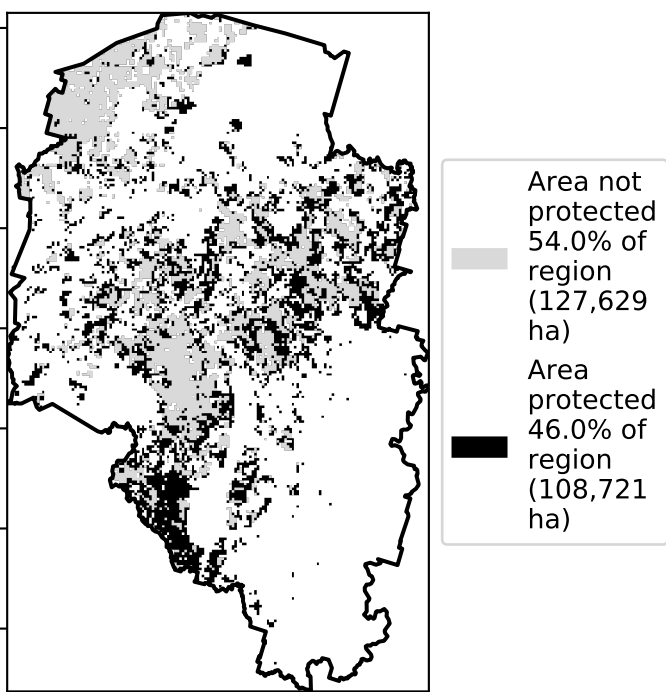 Area not
protected
54.0% of
region
(127,629
ha)
Area
protected
46.0% of
region
(108,721
ha)